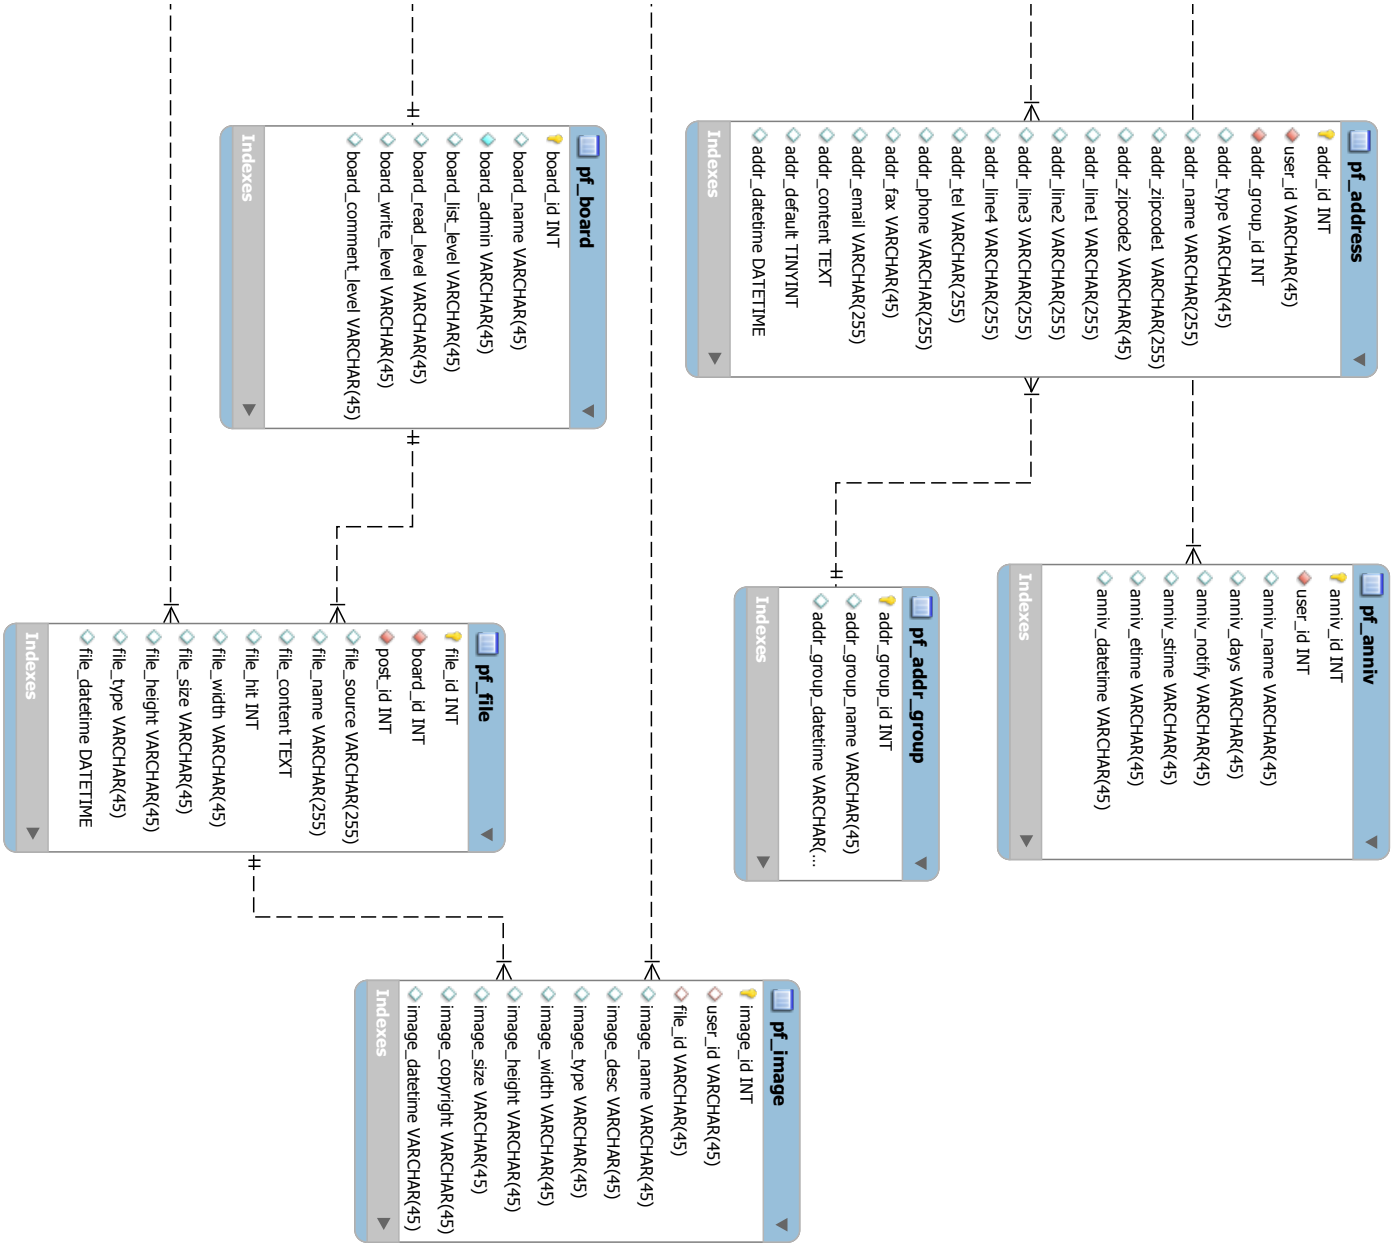 pf_address
addr_id INT
user_id VARCHAR(45)
addr_group_id INT
addr_type VARCHAR(45)
addr_name VARCHAR(255)
addr_zipcode1 VARCHAR(255)
addr_zipcode2 VARCHAR(45)
addr_line1 VARCHAR(255)
addr_line2 VARCHAR(255)
addr_line3 VARCHAR(255)
addr_line4 VARCHAR(255)
addr_tel VARCHAR(255)
addr_phone VARCHAR(255)
addr_fax VARCHAR(45)
addr_email VARCHAR(255)
addr_content TEXT
addr_default TINYINT
addr_datetime DATETIME
Indexes
pf_board
board_id INT
board_name VARCHAR(45)
board_admin VARCHAR(45)
board_list_level VARCHAR(45)
board_read_level VARCHAR(45)
board_write_level VARCHAR(45)
board_comment_level VARCHAR(45)
Indexes
pf_anniv
anniv_id INT
user_id INT
anniv_name VARCHAR(45)
anniv_days VARCHAR(45)
anniv_notify VARCHAR(45)
anniv_stime VARCHAR(45)
anniv_etime VARCHAR(45)
anniv_datetime VARCHAR(45)
Indexes
pf_addr_group
addr_group_id INT
addr_group_name VARCHAR(45)
addr_group_datetime VARCHAR(...
Indexes
pf_file
file_id INT
board_id INT
post_id INT
file_source VARCHAR(255)
file_name VARCHAR(255)
file_content TEXT
file_hit INT
file_width VARCHAR(45)
file_size VARCHAR(45)
file_height VARCHAR(45)
file_type VARCHAR(45)
file_datetime DATETIME
Indexes
pf_image
image_id INT
user_id VARCHAR(45)
file_id VARCHAR(45)
image_name VARCHAR(45)
image_desc VARCHAR(45)
image_type VARCHAR(45)
image_width VARCHAR(45)
image_height VARCHAR(45)
image_size VARCHAR(45)
image_copyright VARCHAR(45)
image_datetime VARCHAR(45)
Indexes